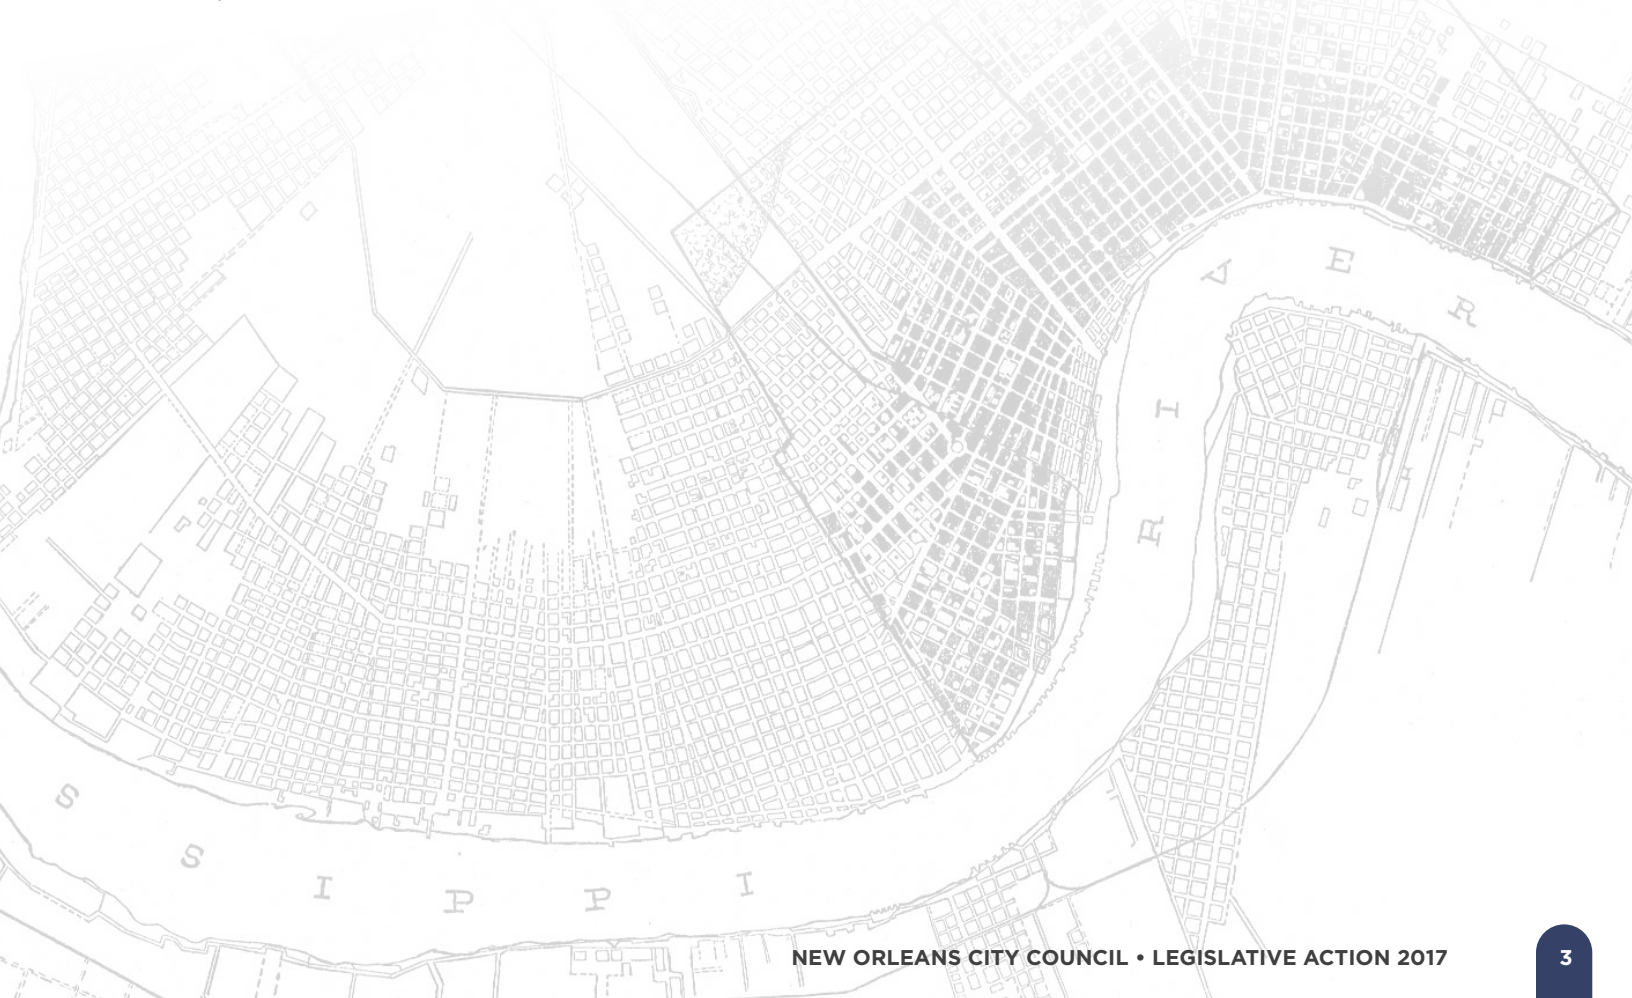 R I V E R
S S I P P I
NEW ORLEANS CITY COUNCIL • LEGISLATIVE ACTION 2017
3